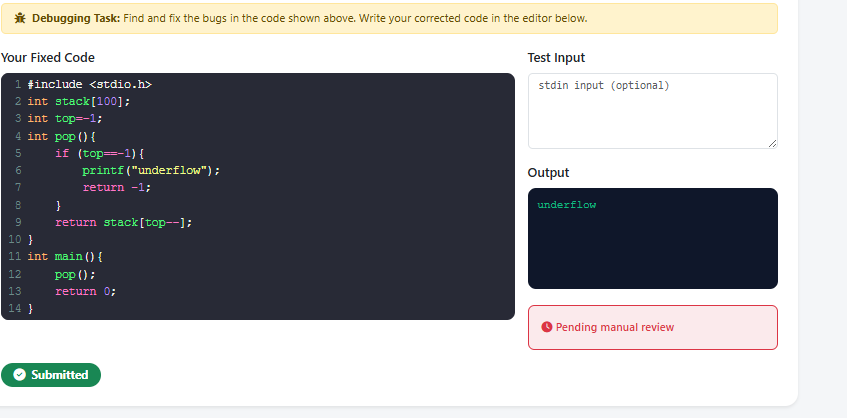 Debugging Task: Find and fix the bugs in the code shown above. Write your corrected code in the editor below.
Your Fixed Code
1 #include <stdio.h>
2 int stack[100];
3 int top=-1;
4 int pop(){
5     if (top==-1){
6         printf("underflow");
7         return -1;
8     }
9     return stack[top--];
10 }
11 int main(){
12     pop();
13     return 0;
14 }
Test Input
stdin input (optional)
Output
underflow
Pending manual review
Submitted